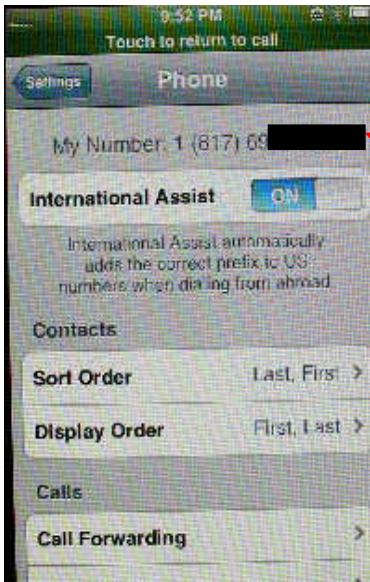 9:52 PM
Touch to return to call
Settings
Phone
My Number: 1 (817) 69
International Assist
ON
International Assist automatically
adds the correct prefix to US
numbers when dialing from abroad
Contacts
Sort Order
Last, First >
Display Order
First, Last >
Calls
Call Forwarding
>